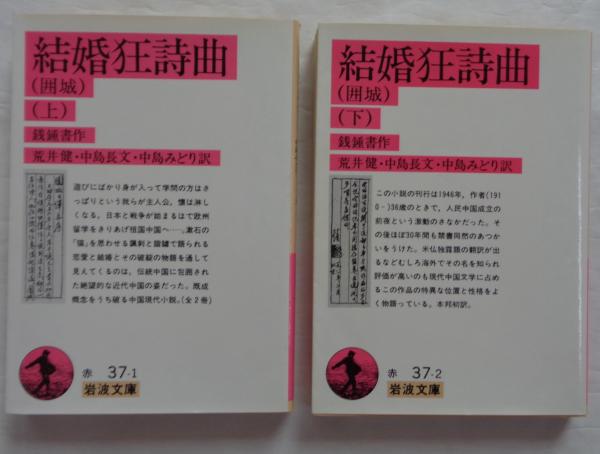 結婚狂詩曲
(囲城)
(上)
銭鍾書作
荒井健・中島長文・中島みどり訳
遊びにばかり身が入って学問の方はさ
っぱりという我らが主人公。懐は淋し
くなる,日本と戦争が始まるはで欧州
留学をきりあげ祖国中国へ……。漱石の
『猫』を思わせる諷刺と諧謔で語られる
恋愛と結婚とその破綻の物語を通して
見えてくるのは,伝統中国に包囲され
た絶望的な近代中国の姿だった。既成
概念をうち破る中国現代小説。(全2冊)
赤 37-1
岩波文庫
結婚狂詩曲
(囲城)
(下)
銭鍾書作
荒井健・中島長文・中島みどり訳
この小説の刊行は1946年,作者(191
0-)36歳のときで,人民中国成立の
前夜という激動のさなかだった。そ
の後ほぼ30年間も禁書同然のあつか
いをうけた。米仏独露語の翻訳が出
るなどむしろ海外でその名を知られ
評価が高いのも現代中国文学に占め
るこの作品の特異な位置と性格をよ
く物語っている。本邦初訳。
赤 37-2
岩波文庫